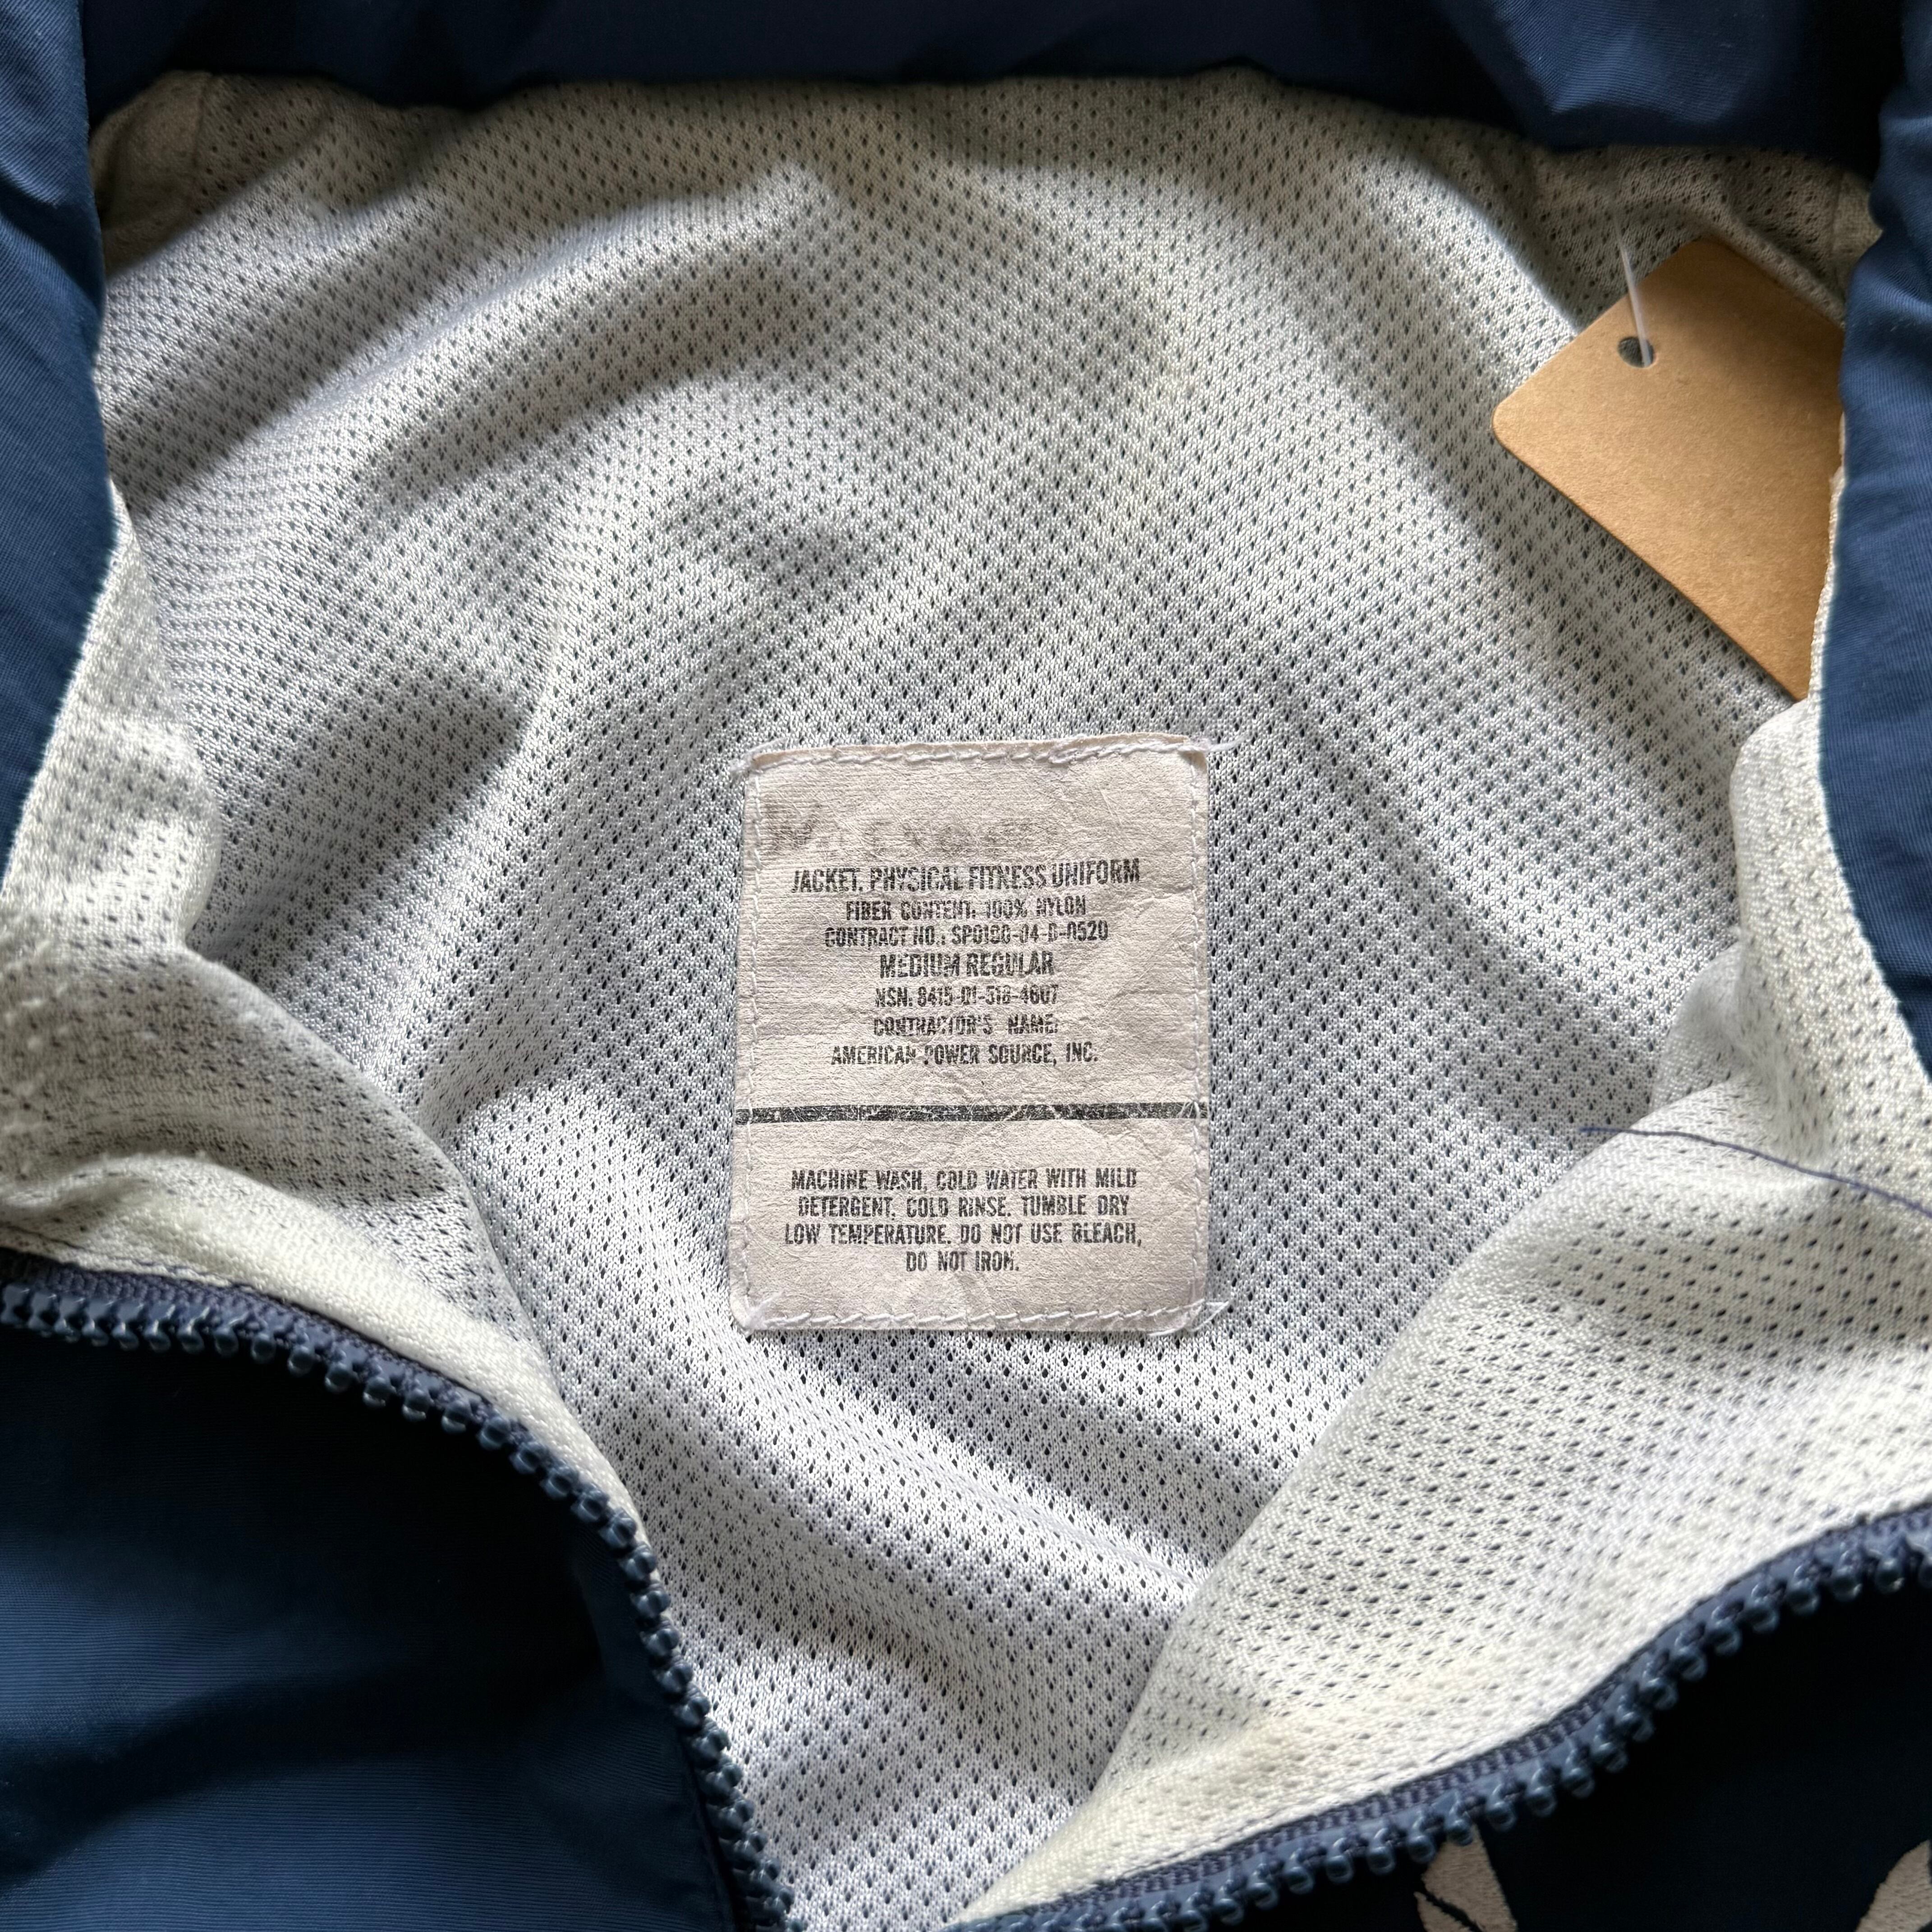 JACKET, PHYSICAL FITNESS UNIFORM
FIBER CONTENT: 100% NYLON
CONTRACT NO.: SP0100-04-D-0520
MEDIUM REGULAR
NSN: 8415-01-518-4607
CONTRACTOR'S NAME:
AMERICAN POWER SOURCE, INC.
MACHINE WASH, COLD WATER WITH MILD
DETERGENT, COLD RINSE. TUMBLE DRY
LOW TEMPERATURE. DO NOT USE BLEACH,
DO NOT IRON.